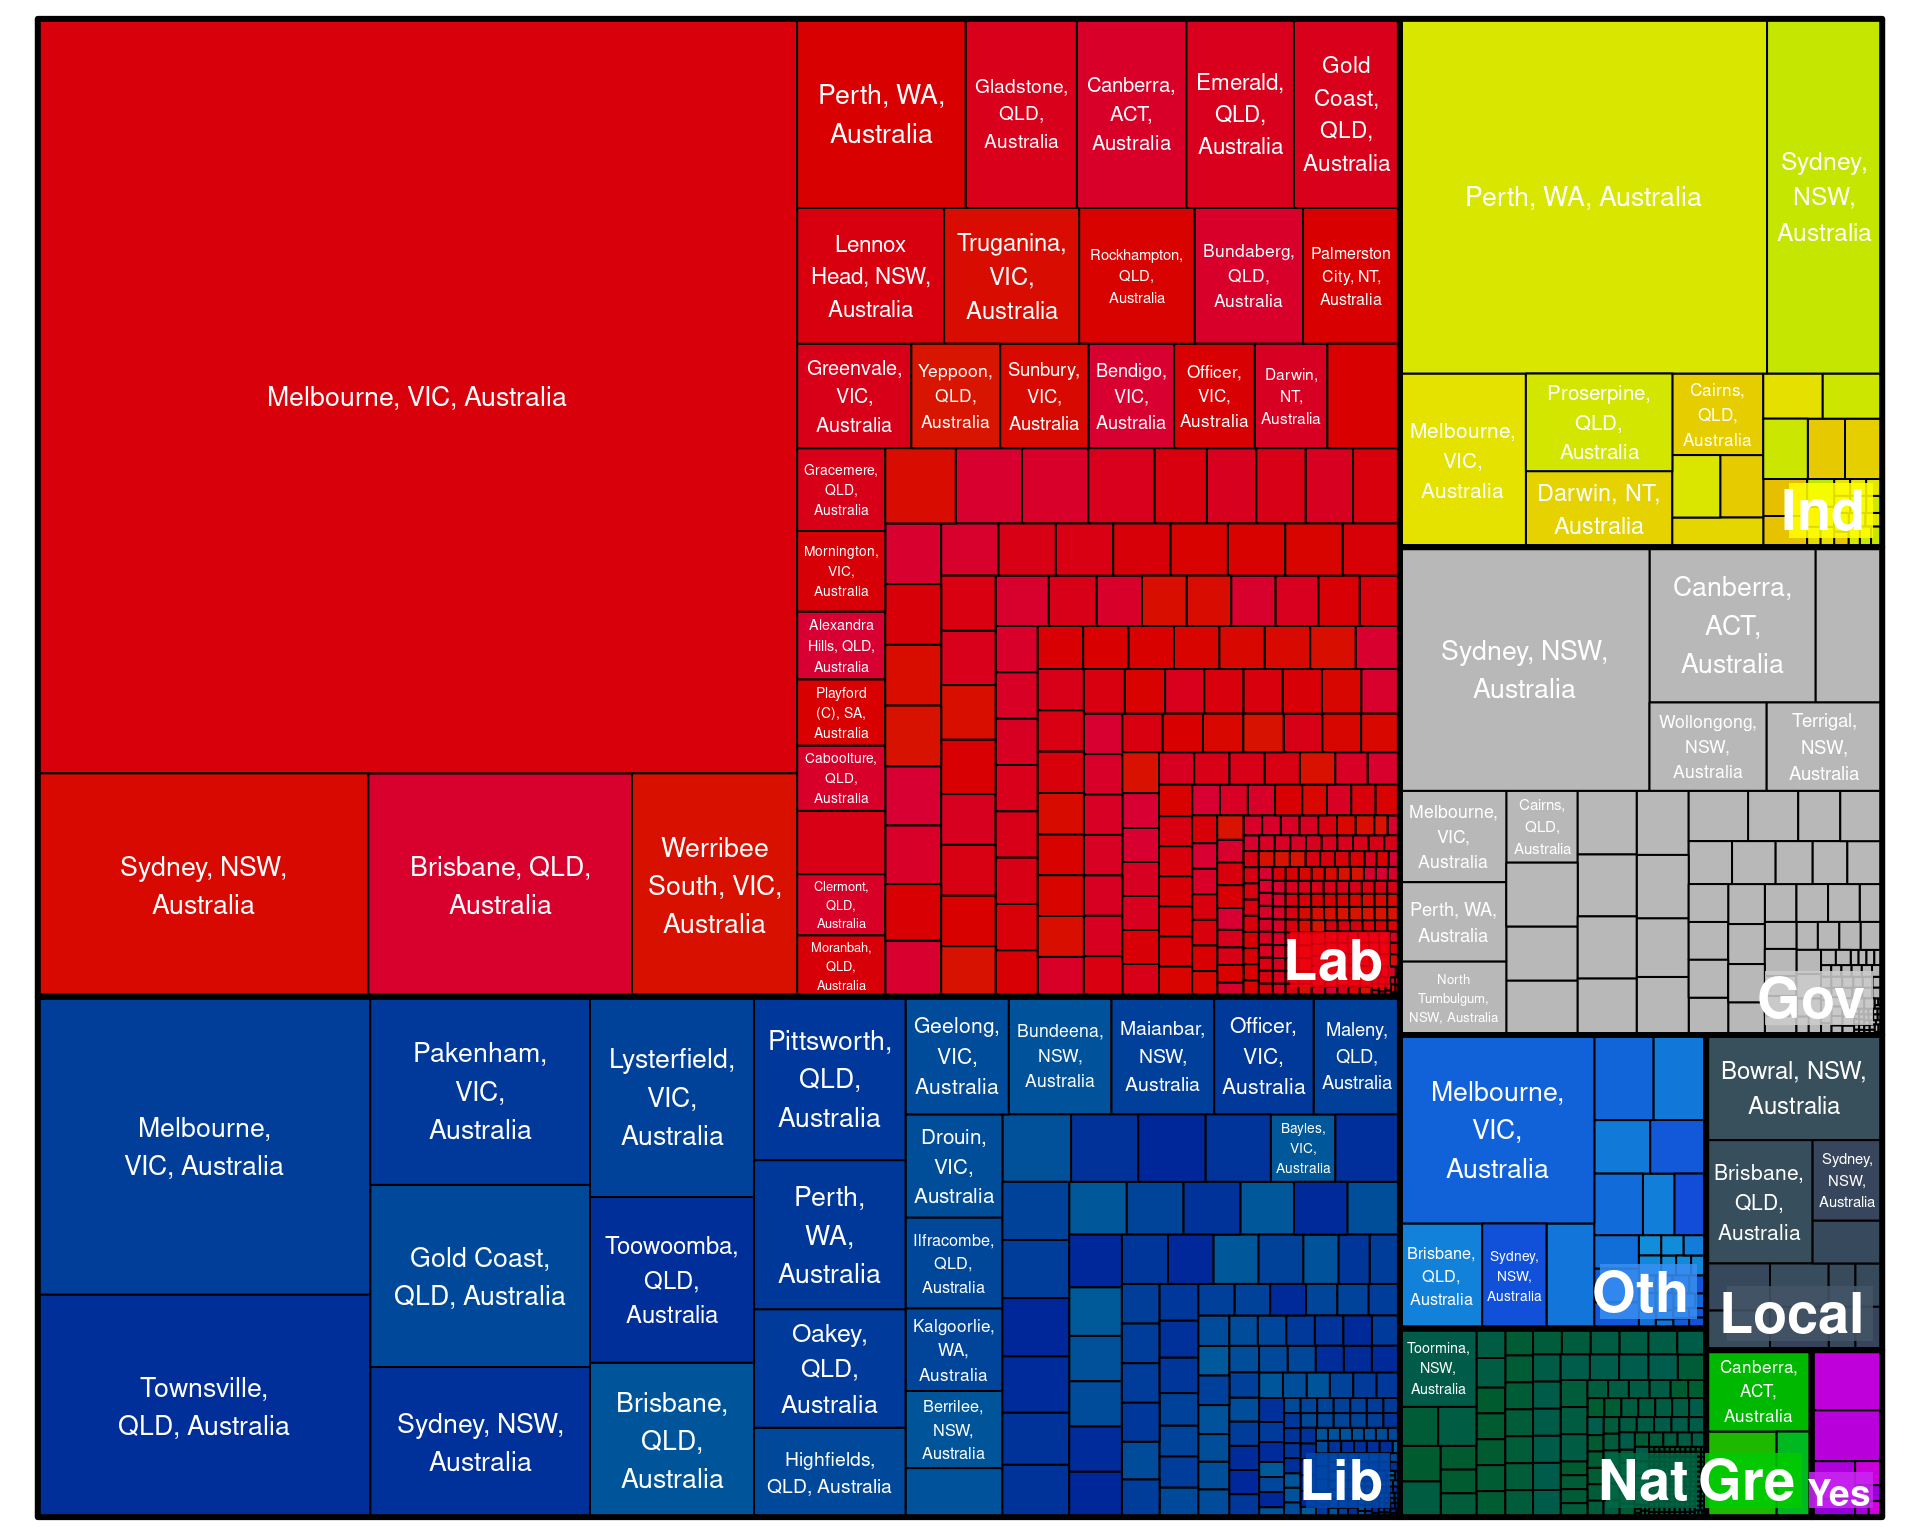 Melbourne, VIC, Australia
Sydney, NSW,
Australia
Brisbane, QLD,
Australia
Werribee
South, VIC,
Australia
Perth, WA,
Australia
Gladstone,
QLD,
Australia
Canberra,
ACT,
Australia
Emerald,
QLD,
Australia
Gold
Coast,
QLD,
Australia
Lennox
Head, NSW,
Australia
Truganina,
VIC,
Australia
Rockhampton,
QLD,
Australia
Bundaberg,
QLD,
Australia
Palmerston
City, NT,
Australia
Greenvale,
VIC,
Australia
Yeppoon,
QLD,
Australia
Sunbury,
VIC,
Australia
Bendigo,
VIC,
Australia
Officer,
VIC,
Australia
Darwin,
NT,
Australia
Gracemere,
QLD,
Australia
Mornington,
VIC,
Australia
Alexandra
Hills, QLD,
Australia
Playford
(C), SA,
Australia
Caboolture,
QLD,
Australia
Clermont,
QLD,
Australia
Moranbah,
QLD,
Australia
Lab
Perth, WA, Australia
Sydney,
NSW,
Australia
Melbourne,
VIC,
Australia
Proserpine,
QLD,
Australia
Darwin, NT,
Australia
Cairns,
QLD,
Australia
Ind
Sydney, NSW,
Australia
Canberra,
ACT,
Australia
Wollongong,
NSW,
Australia
Terrigal,
NSW,
Australia
Melbourne,
VIC,
Australia
Cairns,
QLD,
Australia
Perth, WA,
Australia
North
Tumbulgum,
NSW, Australia
Gov
Melbourne,
VIC, Australia
Townsville,
QLD, Australia
Pakenham,
VIC,
Australia
Gold Coast,
QLD, Australia
Sydney, NSW,
Australia
Lysterfield,
VIC,
Australia
Toowoomba,
QLD,
Australia
Brisbane,
QLD,
Australia
Pittsworth,
QLD,
Australia
Perth,
WA,
Australia
Oakey,
QLD,
Australia
Highfields,
QLD, Australia
Geelong,
VIC,
Australia
Bundeena,
NSW,
Australia
Maianbar,
NSW,
Australia
Officer,
VIC,
Australia
Maleny,
QLD,
Australia
Drouin,
VIC,
Australia
Bayles,
VIC,
Australia
Ilfracombe,
QLD,
Australia
Kalgoorlie,
WA,
Australia
Berrilee,
NSW,
Australia
Lib
Melbourne,
VIC,
Australia
Brisbane,
QLD,
Australia
Sydney,
NSW,
Australia
Oth
Bowral, NSW,
Australia
Brisbane,
QLD,
Australia
Sydney,
NSW,
Australia
Local
Toormina,
NSW,
Australia
Nat
Canberra,
ACT,
Australia
Gre
Yes